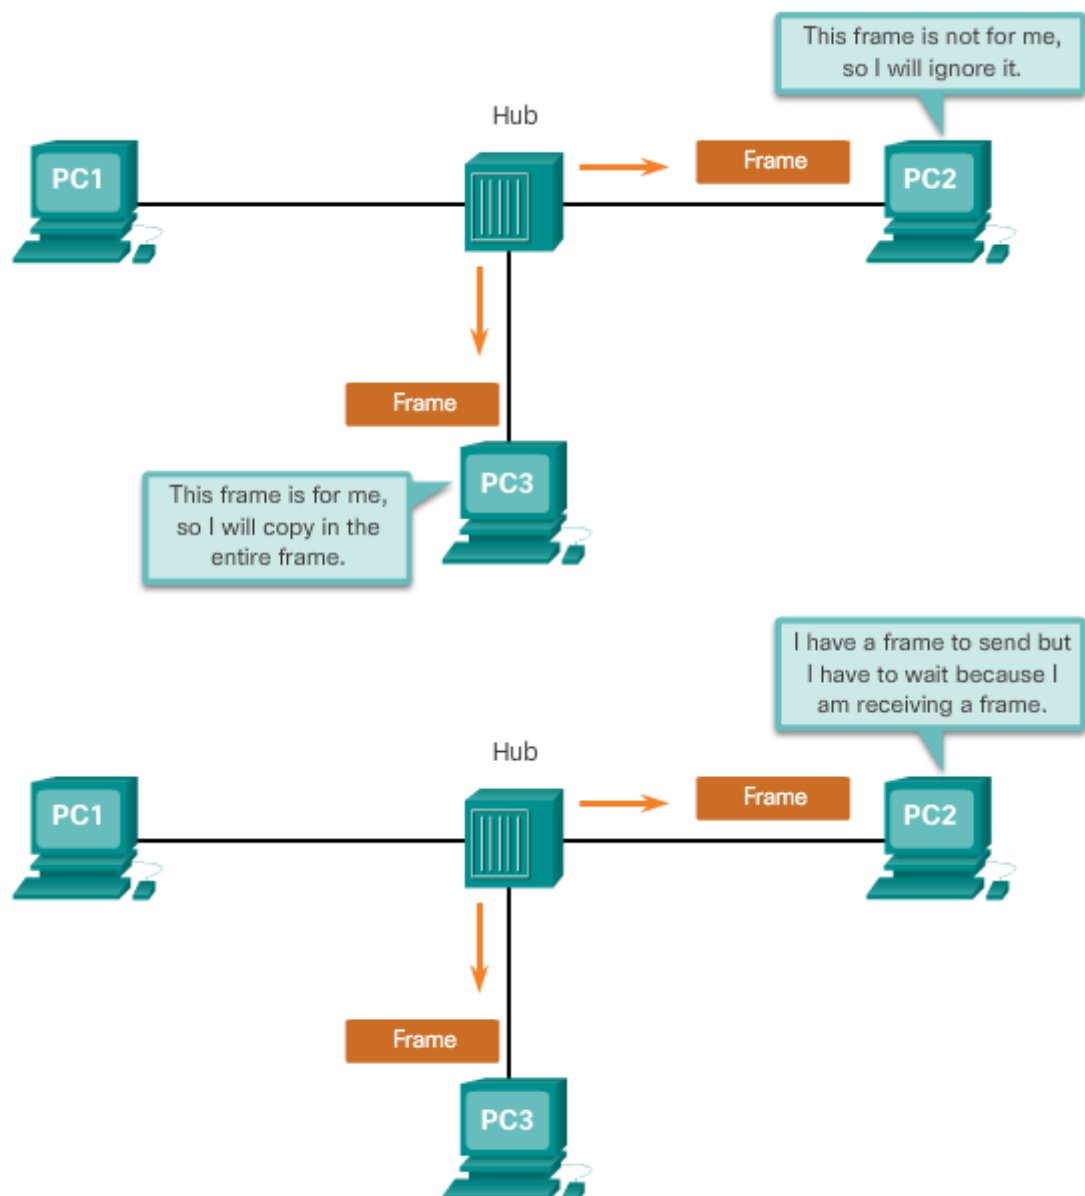 This frame is not for me,
so I will ignore it.
Hub
PC1
Frame
PC2
Frame
PC3
This frame is for me,
so I will copy in the
entire frame.
I have a frame to send but
I have to wait because I
am receiving a frame.
Hub
PC1
Frame
PC2
Frame
PC3